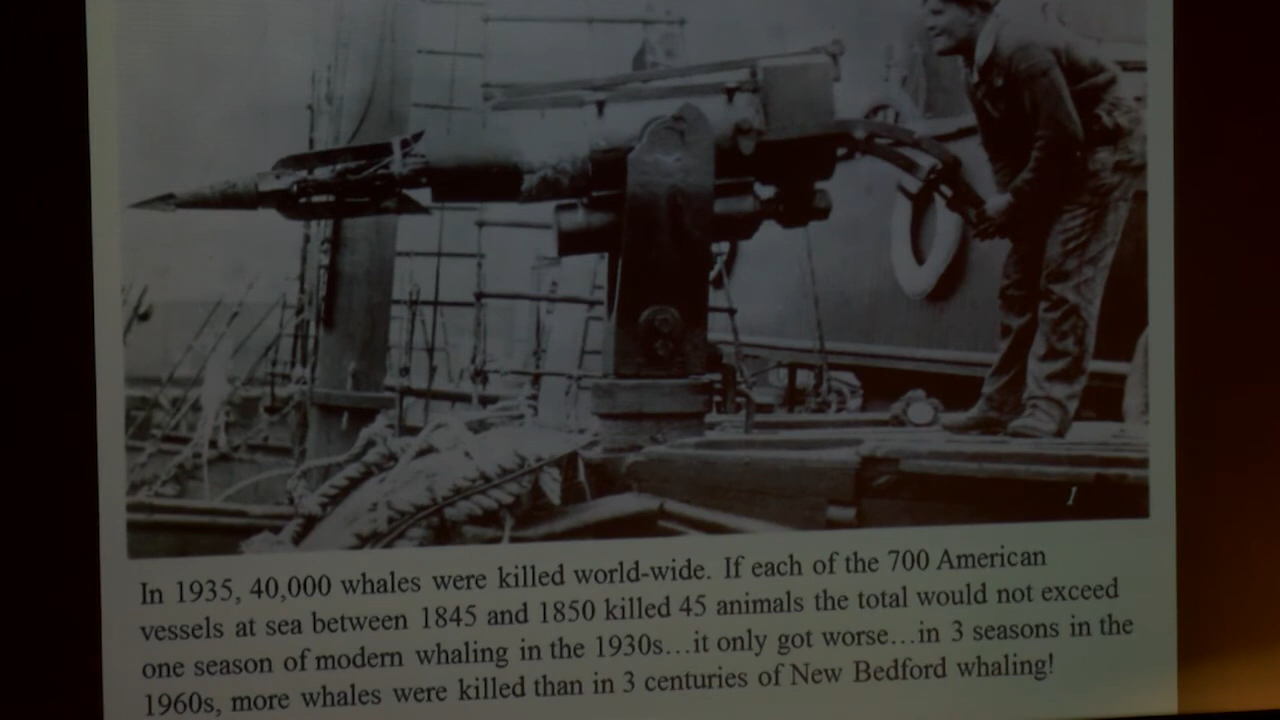 In 1935, 40,000 whales were killed world-wide. If each of the 700 American
vessels at sea between 1845 and 1850 killed 45 animals the total would not exceed
one season of modern whaling in the 1930s…it only got worse…in 3 seasons in the
1960s, more whales were killed than in 3 centuries of New Bedford whaling!